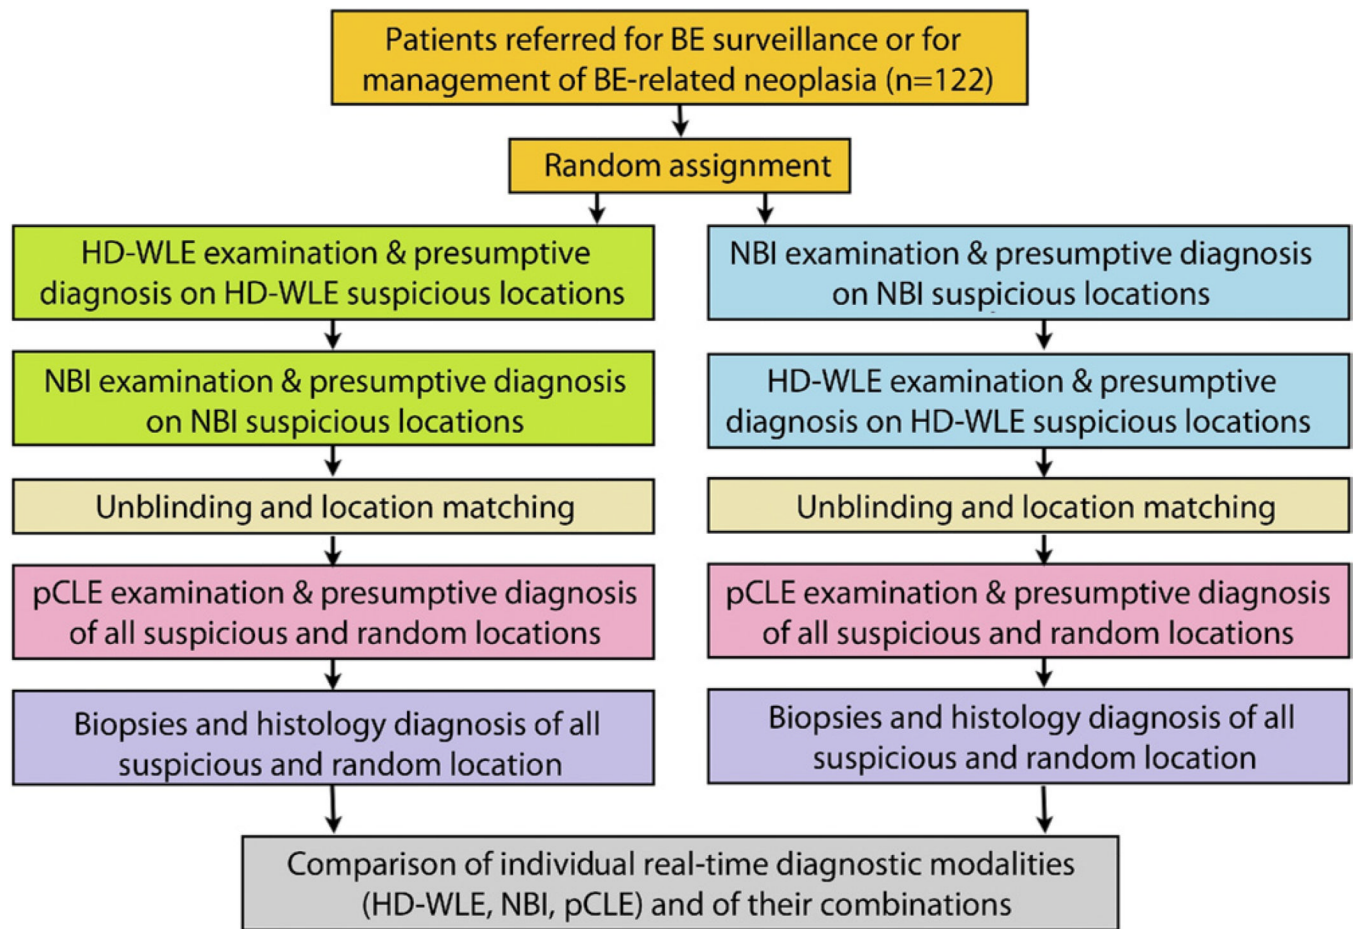 Patients referred for BE surveillance or for
management of BE-related neoplasia (n=122)
Random assignment
HD-WLE examination & presumptive
diagnosis on HD-WLE suspicious locations
NBI examination & presumptive diagnosis
on NBI suspicious locations
NBI examination & presumptive diagnosis
on NBI suspicious locations
HD-WLE examination & presumptive
diagnosis on HD-WLE suspicious locations
Unblinding and location matching
Unblinding and location matching
pCLE examination & presumptive diagnosis
of all suspicious and random locations
pCLE examination & presumptive diagnosis
of all suspicious and random locations
Biopsies and histology diagnosis of all
suspicious and random location
Biopsies and histology diagnosis of all
suspicious and random location
Comparison of individual real-time diagnostic modalities
(HD-WLE, NBI, pCLE) and of their combinations